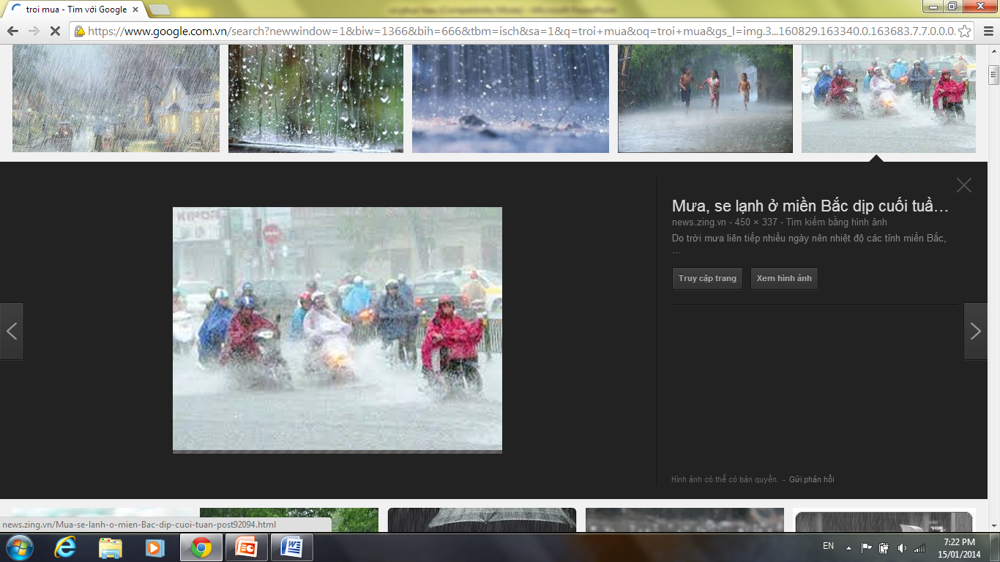 troi mua - Tìm với Google
https://www.google.com.vn/search?newwindow=1&biw=1366&bih=666&tbm=isch&sa=1&q=troi+mua&oq=troi+mua&gs_l=img.3...160829.163340.0.163683.7.7.0.0.0.
Mưa, se lạnh ở miền Bắc dịp cuối tuầ...
news.zing.vn - 450 × 337 - Tìm kiếm bằng hình ảnh
Do trời mưa liên tiếp nhiều ngày nên nhiệt độ các tỉnh miền Bắc,
...
Truy cập trang
Xem hình ảnh
Hình ảnh có thể có bản quyền. - Gửi phản hồi
news.zing.vn/Mua-se-lanh-o-mien-Bac-dip-cuoi-tuan-post92094.html
EN
7:22 PM
15/01/2014